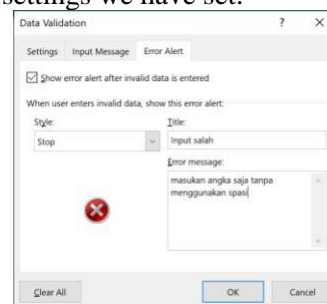 settings we have set.
Data Validation ? ×
Settings Input Message Error Alert
Show error alert after invalid data is entered
When user enters invalid data, show this error alert:
Style: Title:
Stop Input salah
Error message:
masukan angka saja tanpa
menggunakan spasi
Clear All OK Cancel